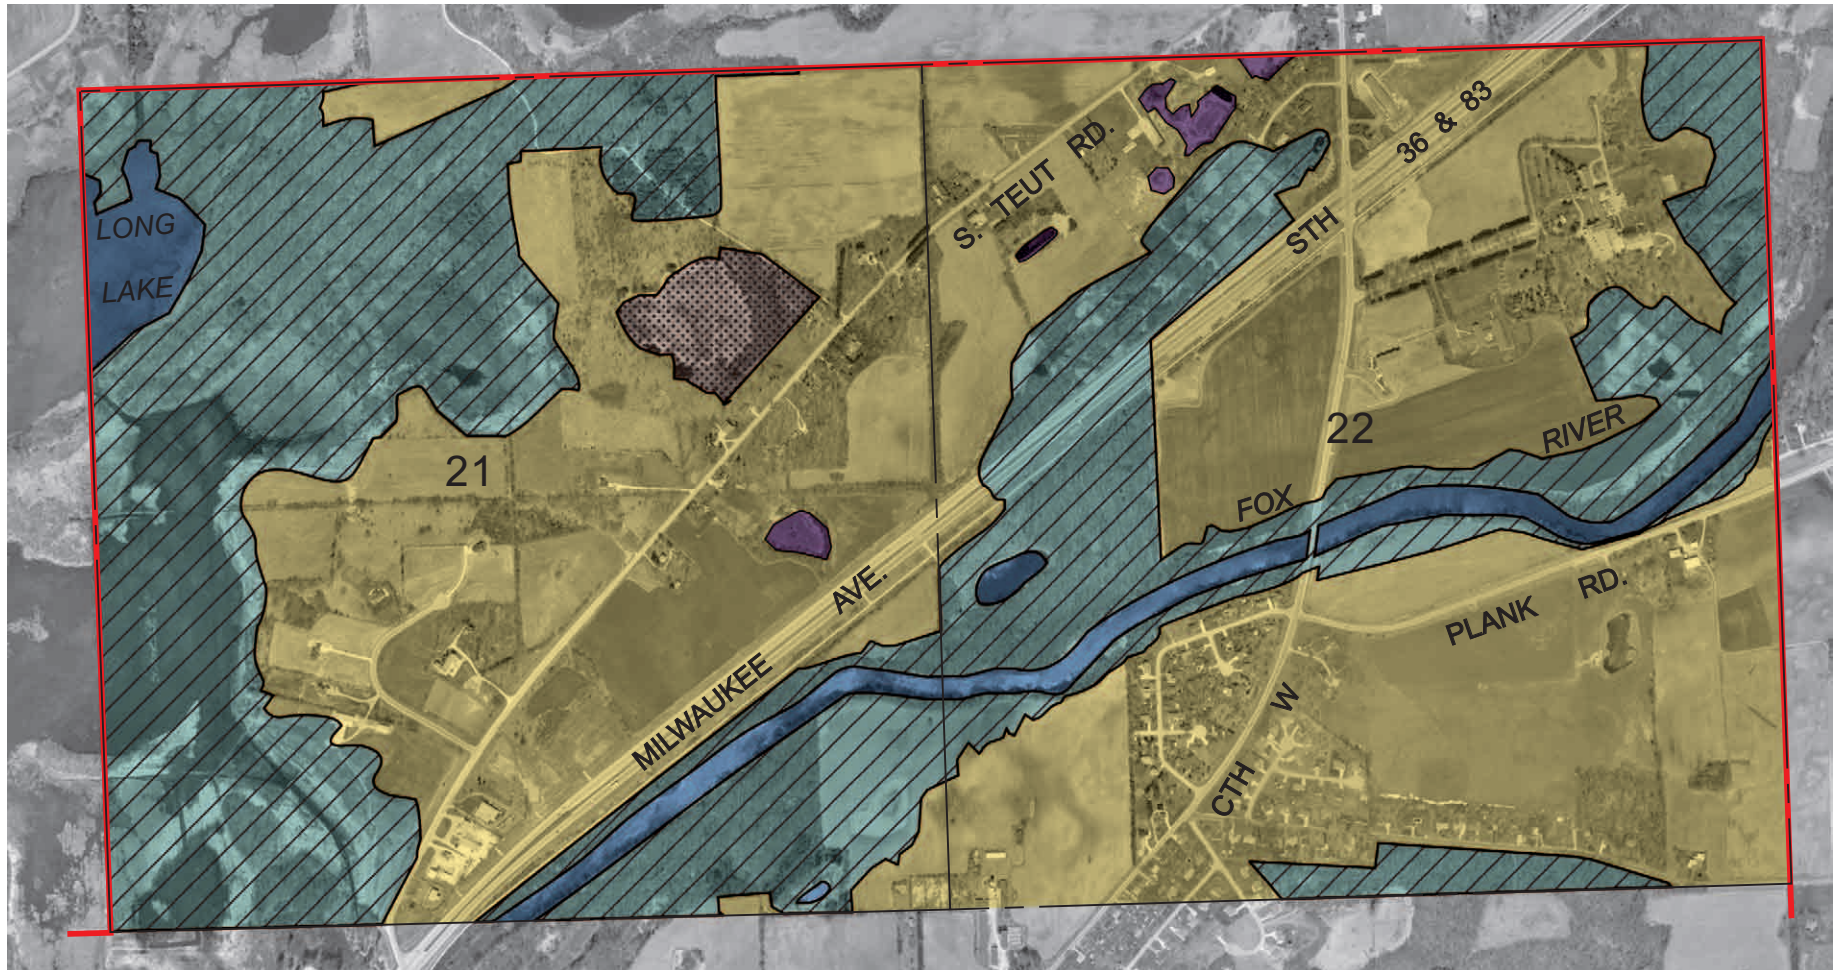 36 & 83
S. TEUT RD.
STH
LONG
LAKE
22
RIVER
21
FOX
AVE.
RD.
PLANK
MILWAUKEE
W
CTH